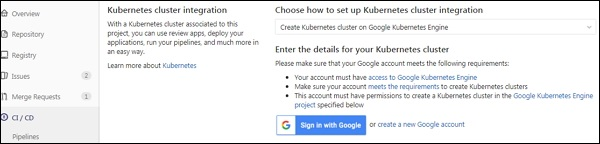 Overview
Repository
Registry
Issues 2
Merge Requests 1
CI / CD
Pipelines
Kubernetes cluster integration
With a Kubernetes cluster associated to this
project, you can use review apps, deploy your
applications, run your pipelines, and much more in
an easy way.
Learn more about Kubernetes
Choose how to set up Kubernetes cluster integration
Create Kubernetes cluster on Google Kubernetes Engine
Enter the details for your Kubernetes cluster
Please make sure that your Google account meets the following requirements:
• Your account must have access to Google Kubernetes Engine
• Make sure your account meets the requirements to create Kubernetes clusters
• This account must have permissions to create a Kubernetes cluster in the Google Kubernetes Engine
project specified below
G Sign in with Google or create a new Google account